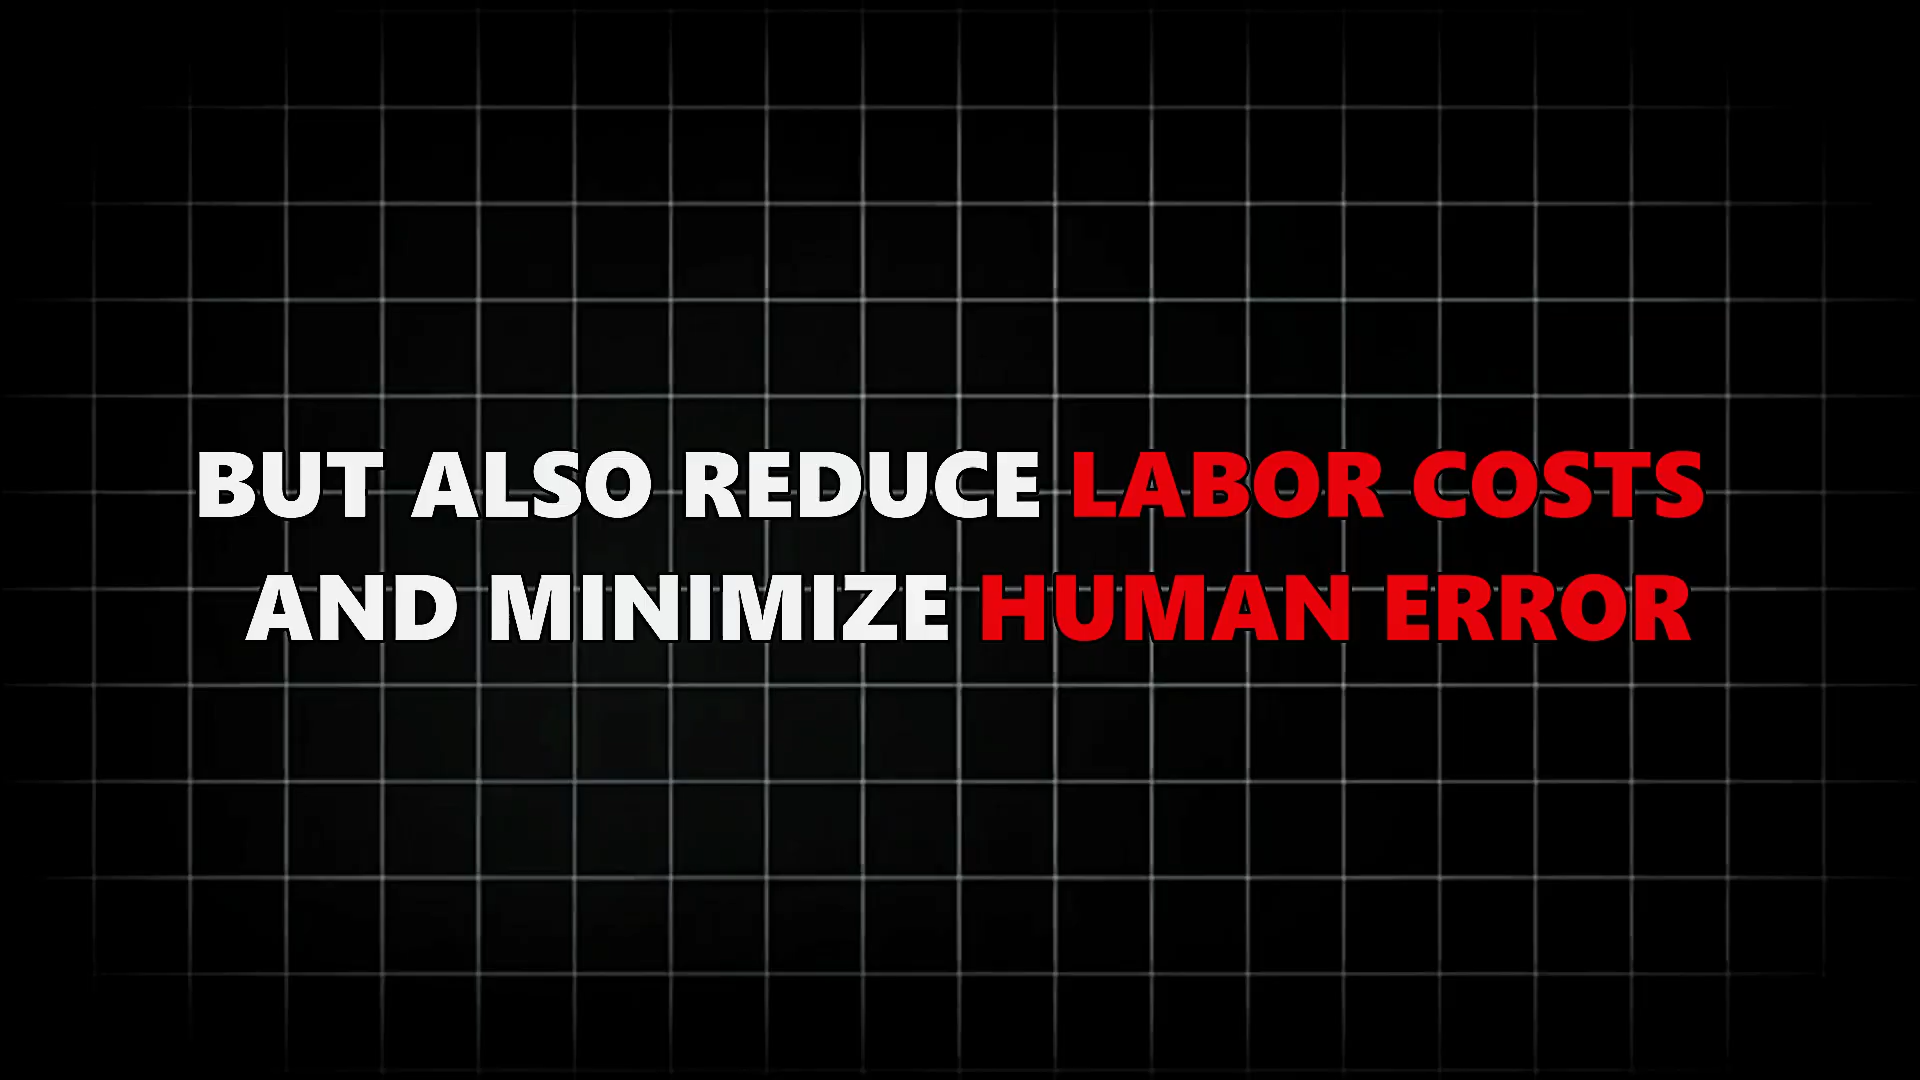 BUT ALSO REDUCE LABOR COSTS
AND MINIMIZE HUMAN ERROR